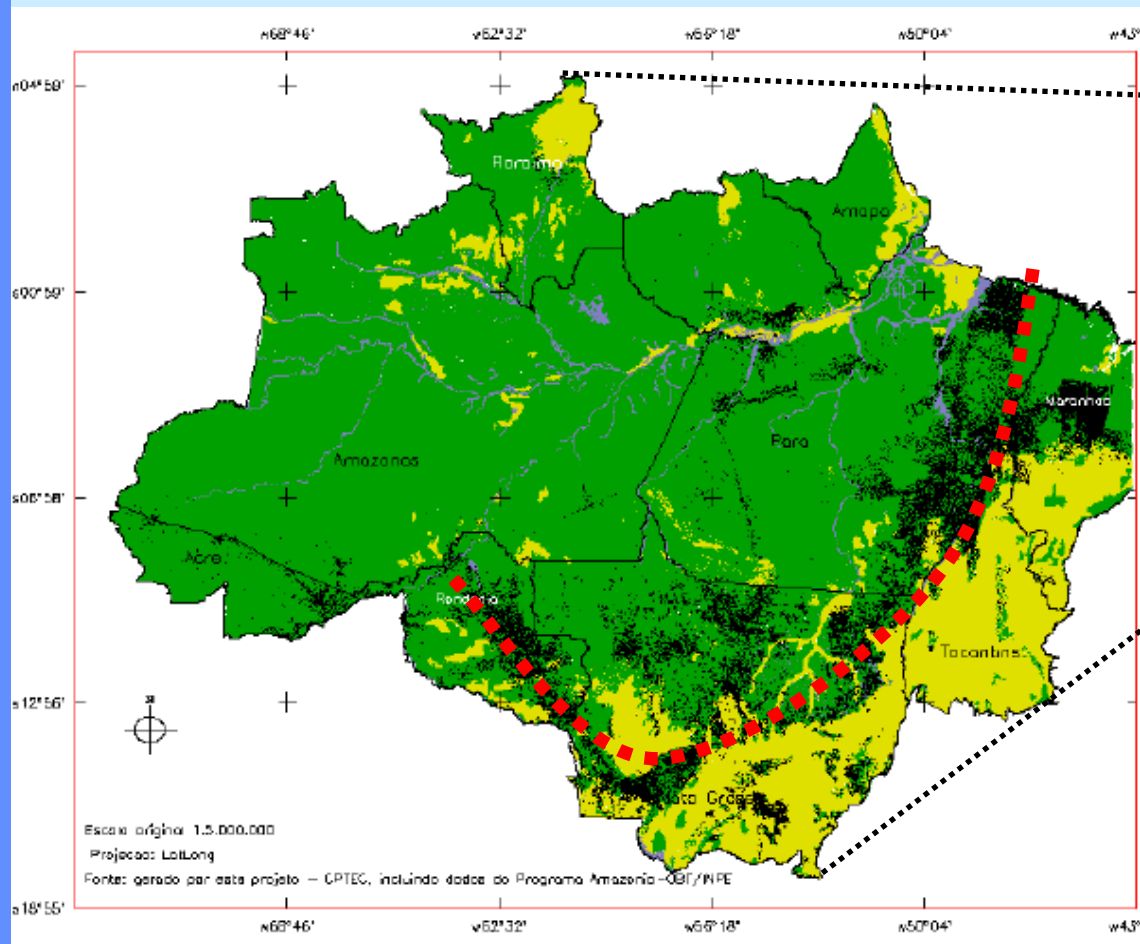 w68°46' w62°32' w56°18' w50°04'
n04°59'
Roraima
Amapa
s00°59'
Maranhao
Para
Amazonas
s06°58'
Acre
Rondonia
Tocantins
s12°56'
Escala original 1:5.000.000
Projecao: LatLong
Fonte: gerado por este projeto – CPTEC, incluindo dados do Programa Amazonia-OBT/INPE
s18°55'
w68°46' w62°32' w56°18' w50°04'